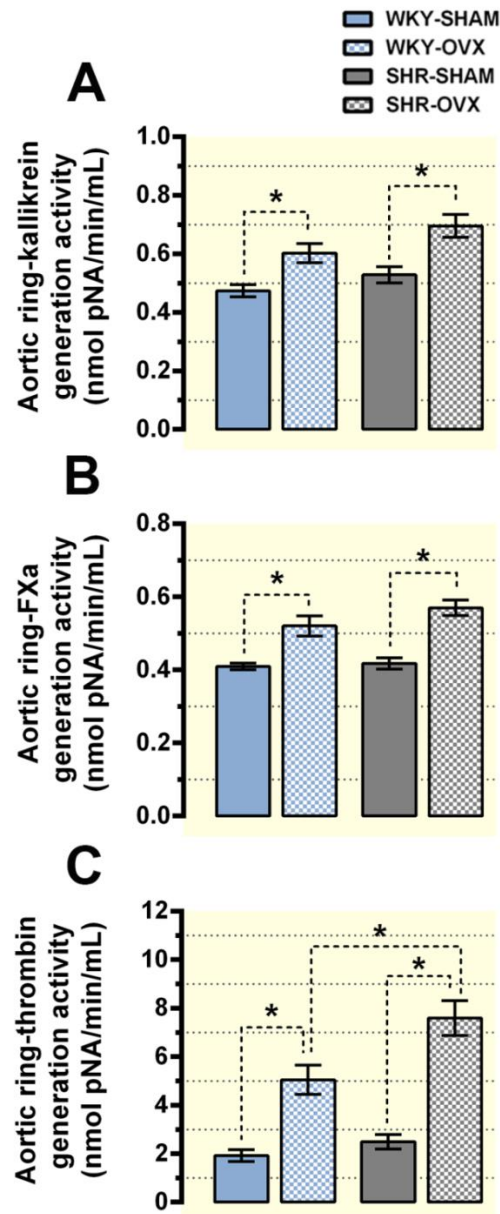 WKY-SHAM
WKY-OVX
SHR-SHAM
SHR-OVX
A
Aortic ring-kallikrein
generation activity
(nmol pNA/min/mL)
1.0
0.8
0.6
0.4
0.2
0.0
*
*
B
Aortic ring-FXa
generation activity
(nmol pNA/min/mL)
0.8
0.6
0.4
0.2
0.0
*
*
C
Aortic ring-thrombin
generation activity
(nmol pNA/min/mL)
12
10
8
6
4
2
0
*
*
*